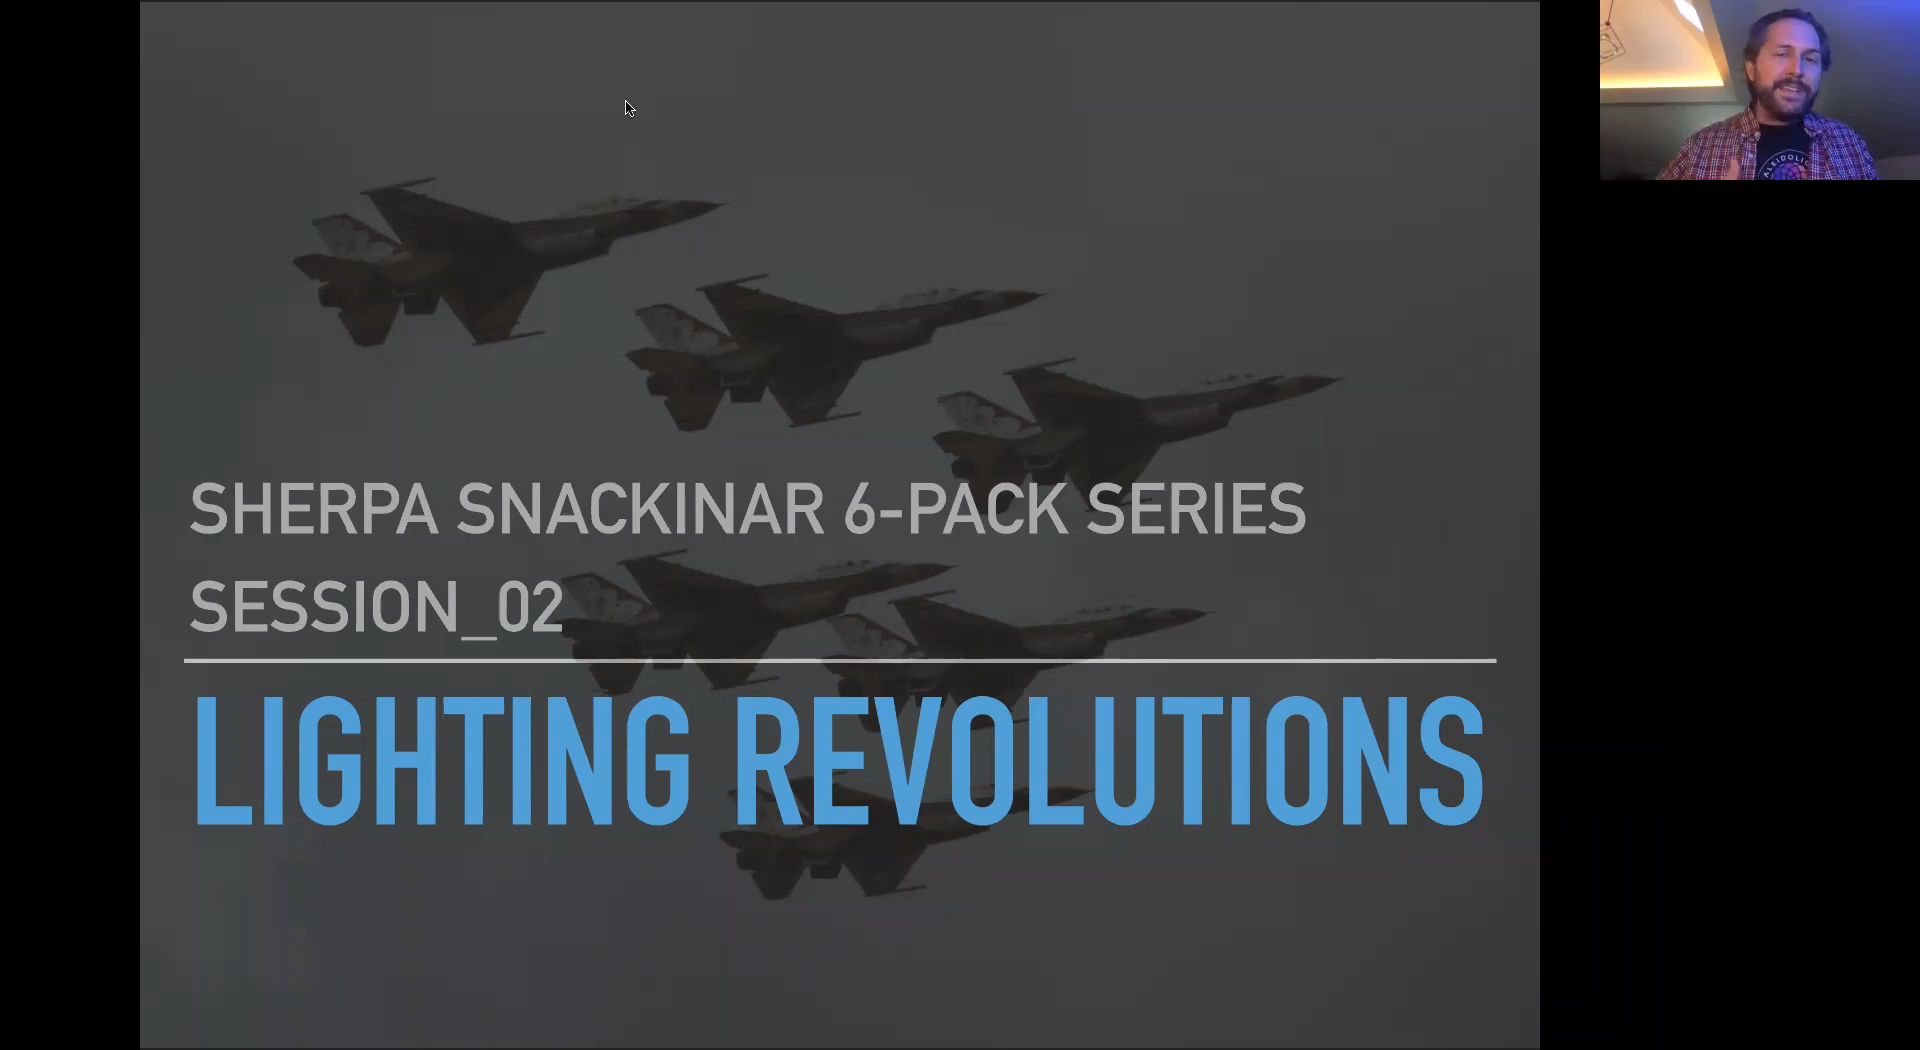 SHERPA SNACKINAR 6-PACK SERIES
SESSION_02
LIGHTING REVOLUTIONS